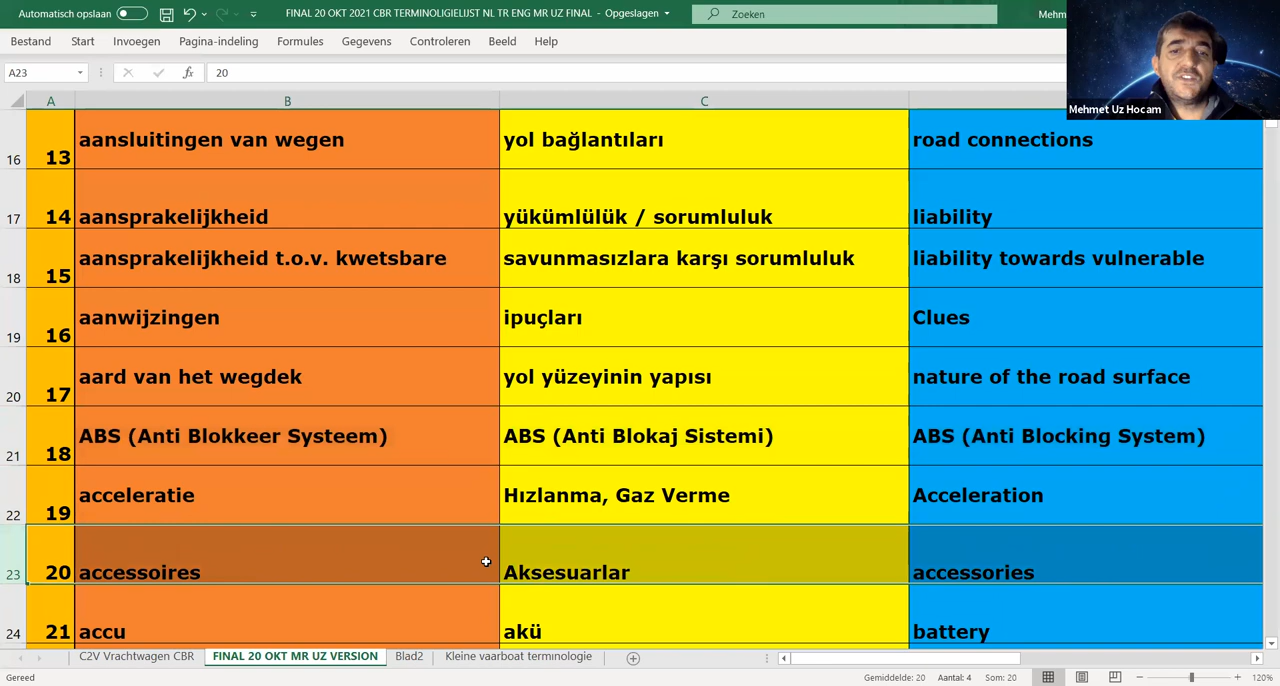 Automatisch opslaan
FINAL 20 OKT 2021 CBR TERMINOLIGIELIJST NL TR ENG MR UZ FINAL - Opgeslagen
Zoeken
Mehm
Bestand Start Invoegen Pagina-indeling Formules Gegevens Controleren Beeld Help
Mehmet Uz Hocam
A23 fx 20
A B C
16 13 aansluitingen van wegen yol bağlantıları road connections
17 14 aansprakelijkheid yükümlülük / sorumluluk liability
18 15 aansprakelijkheid t.o.v. kwetsbare savunmasızlara karşı sorumluluk liability towards vulnerable
19 16 aanwijzingen ipuçları Clues
20 17 aard van het wegdek yol yüzeyinin yapısı nature of the road surface
21 18 ABS (Anti Blokkeer Systeem) ABS (Anti Blokaj Sistemi) ABS (Anti Blocking System)
22 19 acceleratie Hızlanma, Gaz Verme Acceleration
23 20 accessoires Aksesuarlar accessories
24 21 accu akü battery
C2V Vrachtwagen CBR FINAL 20 OKT MR UZ VERSION Blad2 Kleine vaarboat terminologie
Gereed Gemiddelde: 20 Aantal: 4 Som: 20 120%